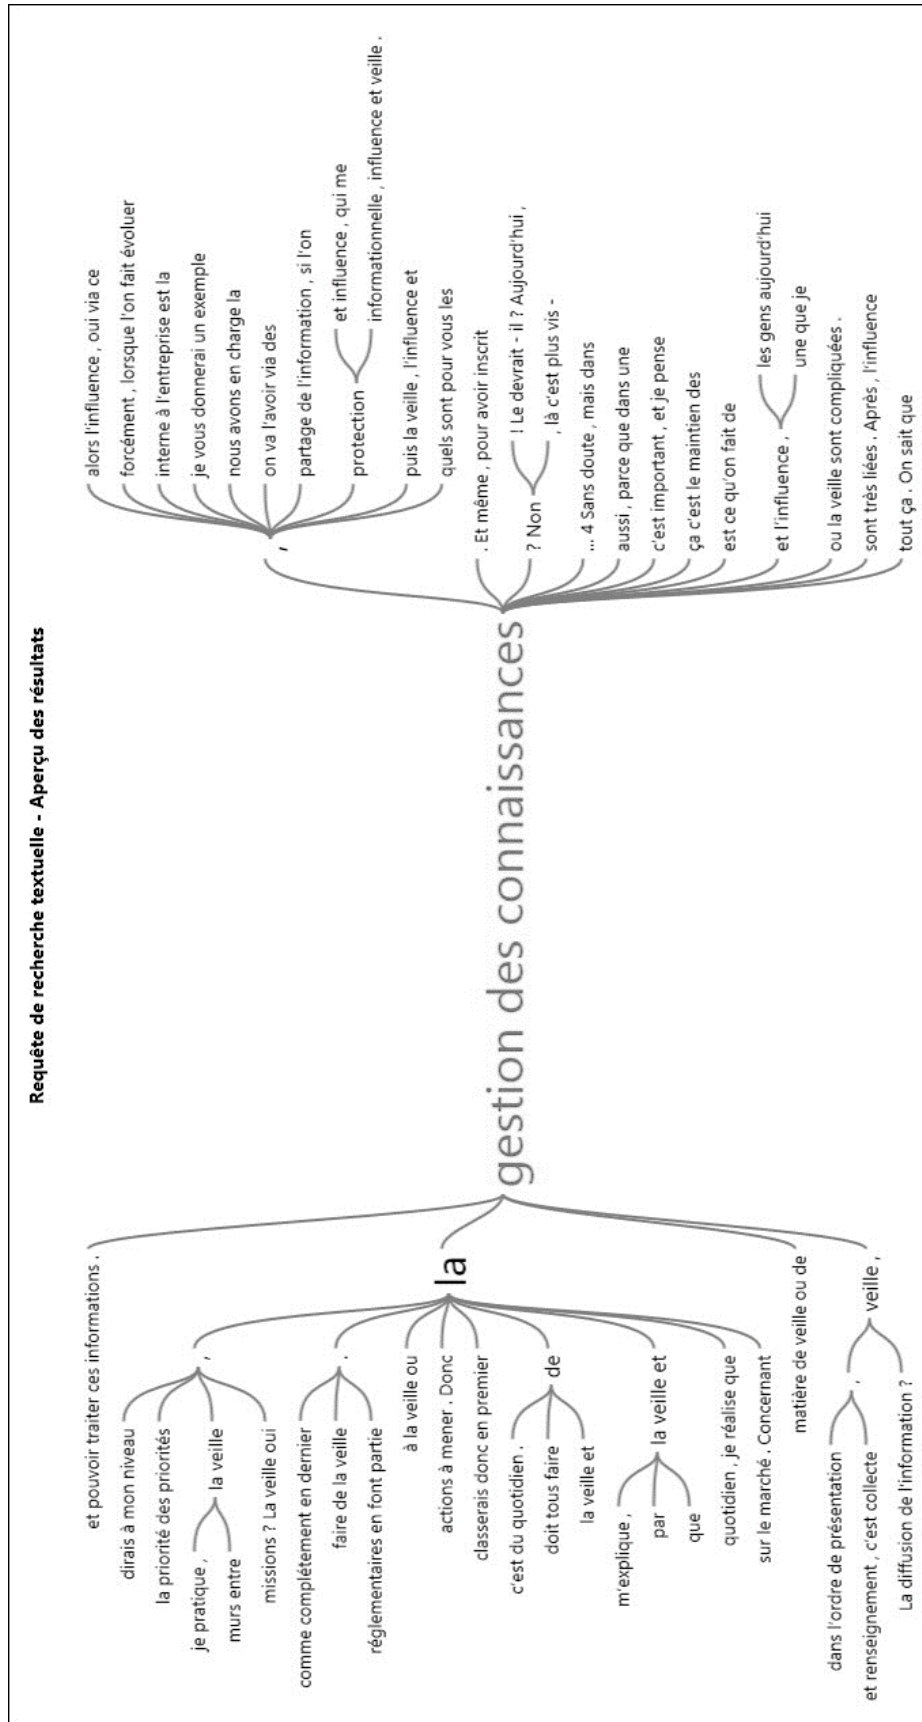 Requête de recherche textuelle - Aperçu des résultats
et pouvoir traiter ces informations .
dirais à mon niveau
la priorité des priorités
je pratique ,
murs entre
la veille
missions ? La veille oui
,
comme complétement en dernier
faire de la veille
réglementaires en font partie
.
à la veille ou
actions à mener . Donc
classerais donc en premier
c'est du quotidien .
doit tous faire
la veille et
de
m'explique ,
par
que
la veille et
quotidien , je réalise que
sur le marché . Concernant
la
matière de veille ou de
dans l'ordre de présentation
et renseignement , c'est collecte
,
La diffusion de l'information ?
veille ,
gestion des connaissances
,
alors l'influence , oui via ce
forcément , lorsque l'on fait évoluer
interne à l'entreprise est la
je vous donnerai un exemple
nous avons en charge la
on va l'avoir via des
partage de l'information , si l'on
protection
et influence , qui me
informationnelle , influence et veille .
puis la veille , l'influence et
quels sont pour vous les
. Et même , pour avoir inscrit
? Non
! Le devrait - il ? Aujourd'hui ,
, là c'est plus vis -
... 4 Sans doute , mais dans
aussi , parce que dans une
c'est important , et je pense
ça c'est le maintien des
est ce qu'on fait de
et l'influence ,
les gens aujourd'hui
une que je
ou la veille sont compliquées .
sont très liées . Après , l'influence
tout ça . On sait que